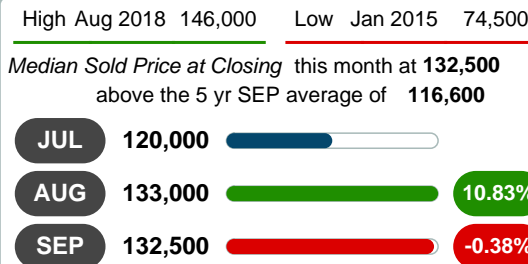 High Aug 2018 146,000 Low Jan 2015 74,500
Median Sold Price at Closing this month at 132,500
above the 5 yr SEP average of 116,600
JUL 120,000
AUG 133,000 10.83%
SEP 132,500 -0.38%